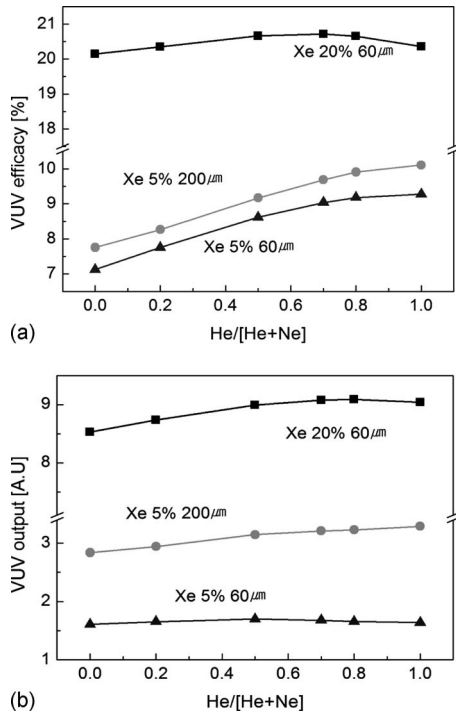 21
20
19
18
10
9
8
7
VUV efficacy [%]
Xe 20% 60㎛
Xe 5% 200㎛
Xe 5% 60㎛
0.0 0.2 0.4 0.6 0.8 1.0
He/[He+Ne]
(a)
9
8
3
2
1
VUV output [A.U]
Xe 20% 60㎛
Xe 5% 200㎛
Xe 5% 60㎛
0.0 0.2 0.4 0.6 0.8 1.0
He/[He+Ne]
(b)